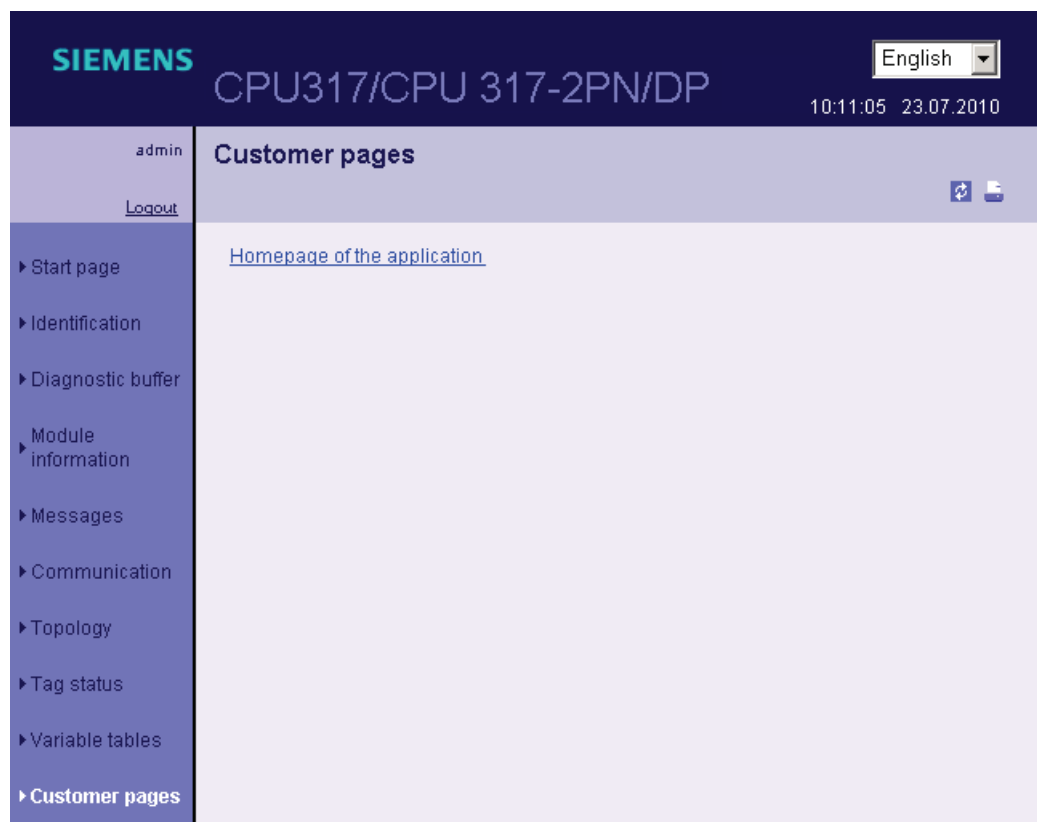 SIEMENS
CPU317/CPU 317-2PN/DP
English
10:11:05 23.07.2010
admin
Logout
Customer pages
Homepage of the application
Start page
Identification
Diagnostic buffer
Module
information
Messages
Communication
Topology
Tag status
Variable tables
Customer pages